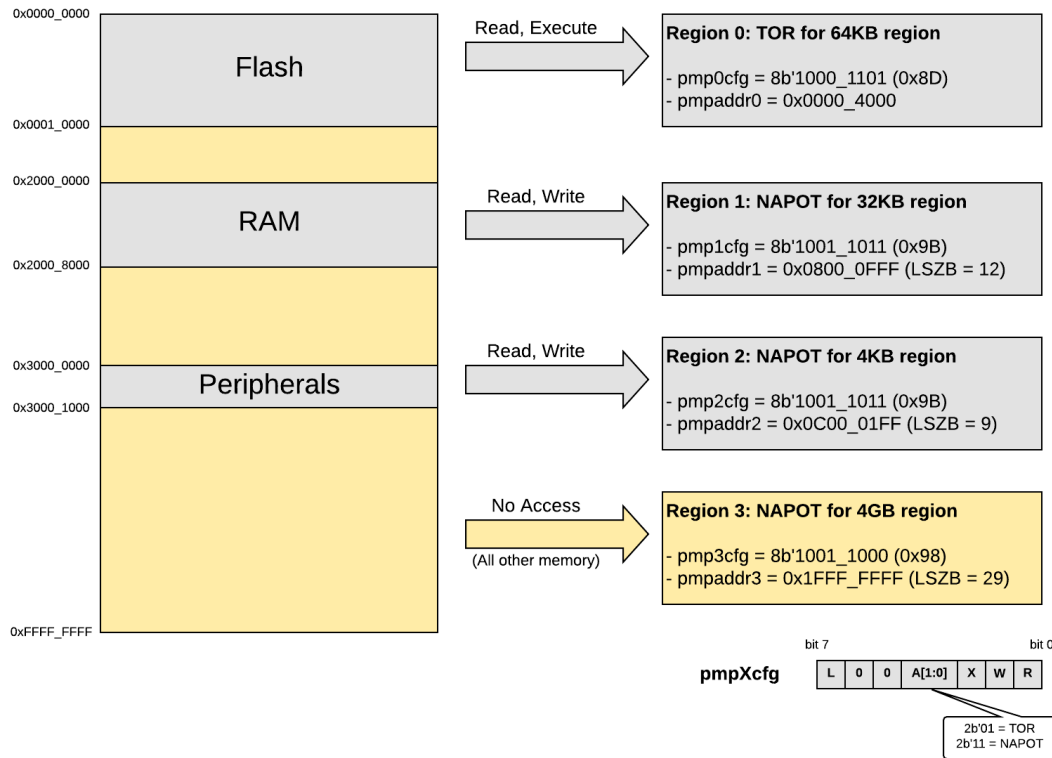 0x0000_0000
Flash
0x0001_0000
0x2000_0000
RAM
0x2000_8000
0x3000_0000
Peripherals
0x3000_1000
0xFFFF_FFFF
Read, Execute
Region 0: TOR for 64KB region
- pmp0cfg = 8b'1000_1101 (0x8D)
- pmpaddr0 = 0x0000_4000
Read, Write
Region 1: NAPOT for 32KB region
- pmp1cfg = 8b'1001_1011 (0x9B)
- pmpaddr1 = 0x0800_0FFF (LSZB = 12)
Read, Write
Region 2: NAPOT for 4KB region
- pmp2cfg = 8b'1001_1011 (0x9B)
- pmpaddr2 = 0x0C00_01FF (LSZB = 9)
No Access
(All other memory)
Region 3: NAPOT for 4GB region
- pmp3cfg = 8b'1001_1000 (0x98)
- pmpaddr3 = 0x1FFF_FFFF (LSZB = 29)
bit 7 bit 0
pmpXcfg L 0 0 A[1:0] X W R
2b'01 = TOR
2b'11 = NAPOT